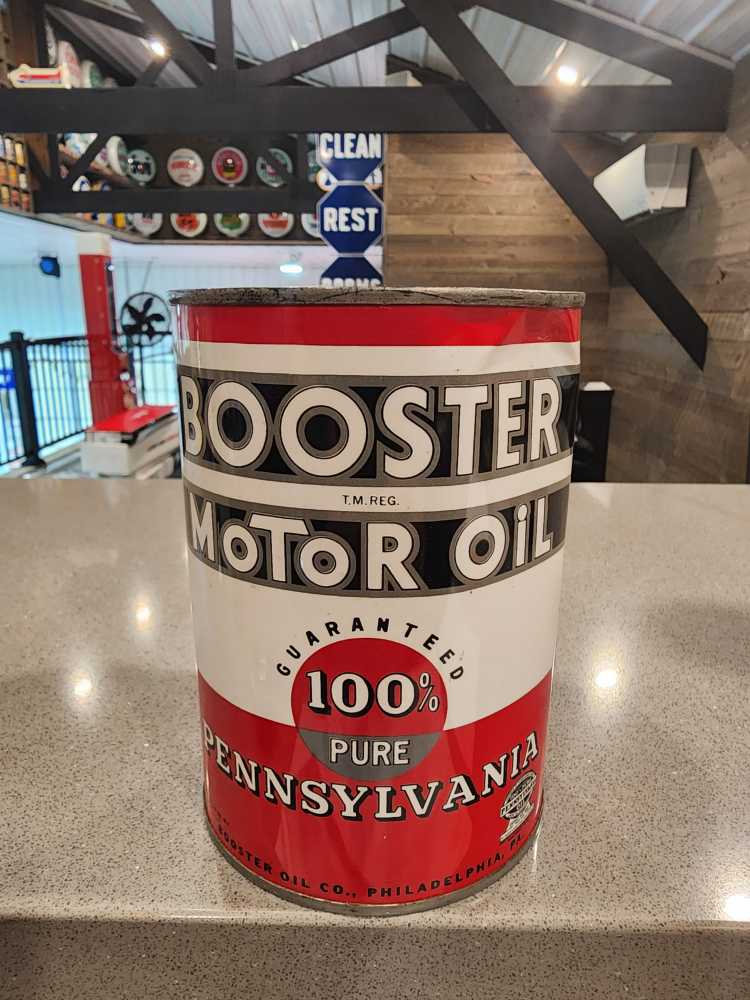 CLEAN
REST
BOOSTER
T.M. REG.
MoToR OiL
GUARANTEED
100%
PURE
PENNSYLVANIA
BOOSTER OIL CO., PHILADELPHIA, PA.